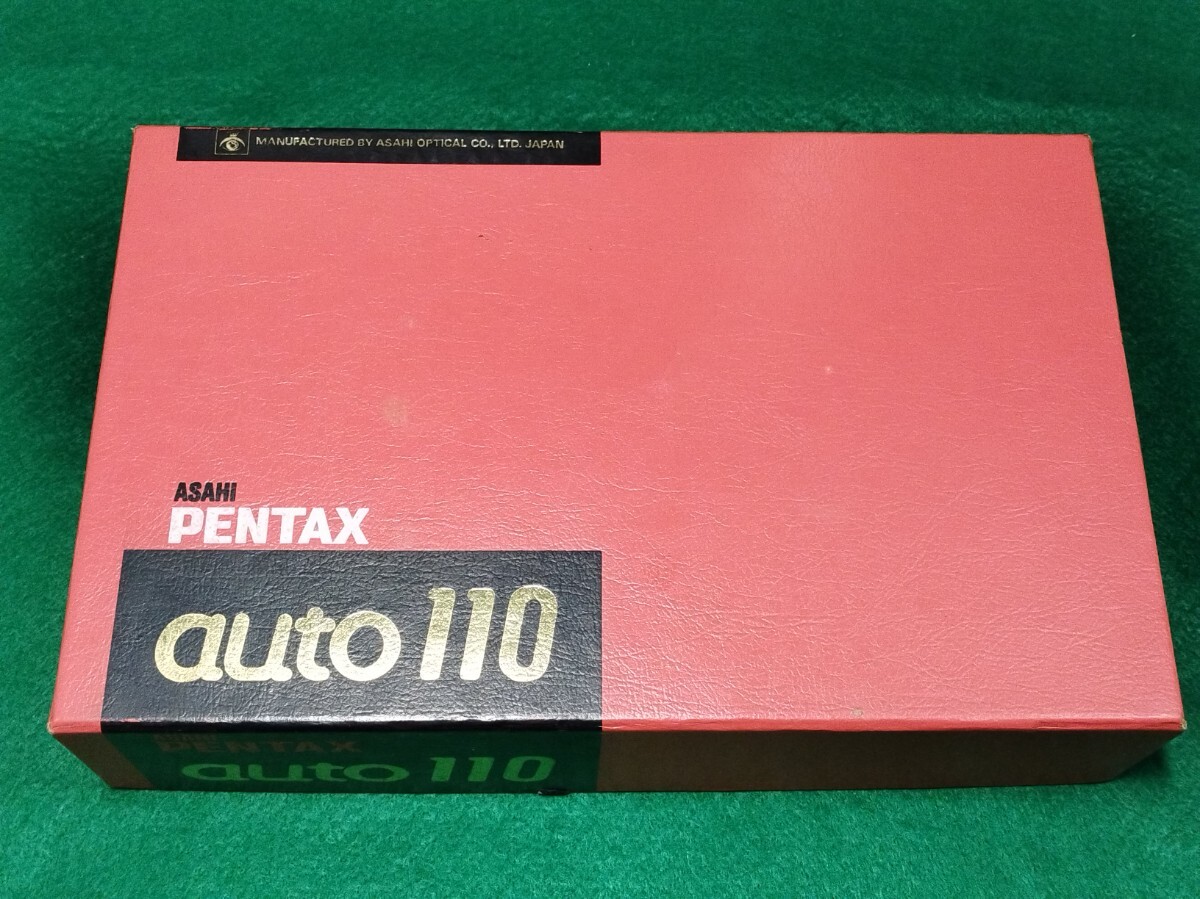 MANUFACTURED BY ASAHI OPTICAL CO., LTD. JAPAN
ASAHI
PENTAX
auto 110
PENTAX
auto 110